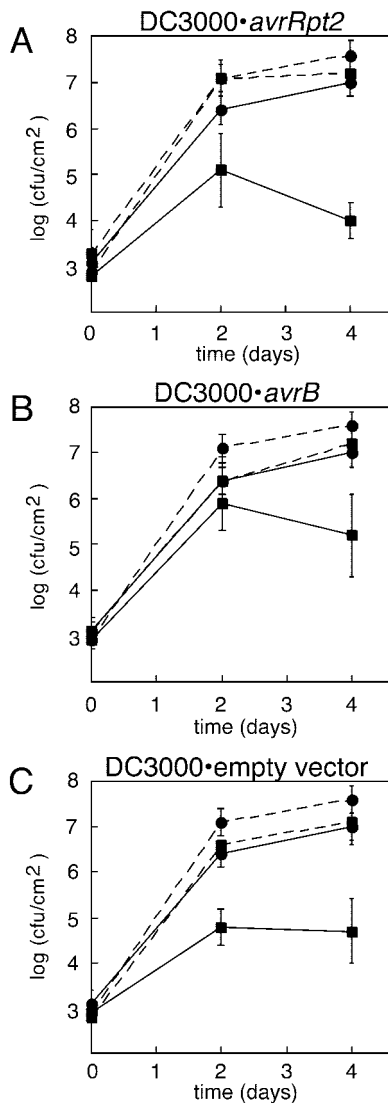 A
DC3000•avrRpt2
8
7
6
5
4
3
log (cfu/cm2)
0 1 2 3 4
time (days)
B
DC3000•avrB
8
7
6
5
4
3
log (cfu/cm2)
0 1 2 3 4
time (days)
C
DC3000•empty vector
8
7
6
5
4
3
log (cfu/cm2)
0 1 2 3 4
time (days)